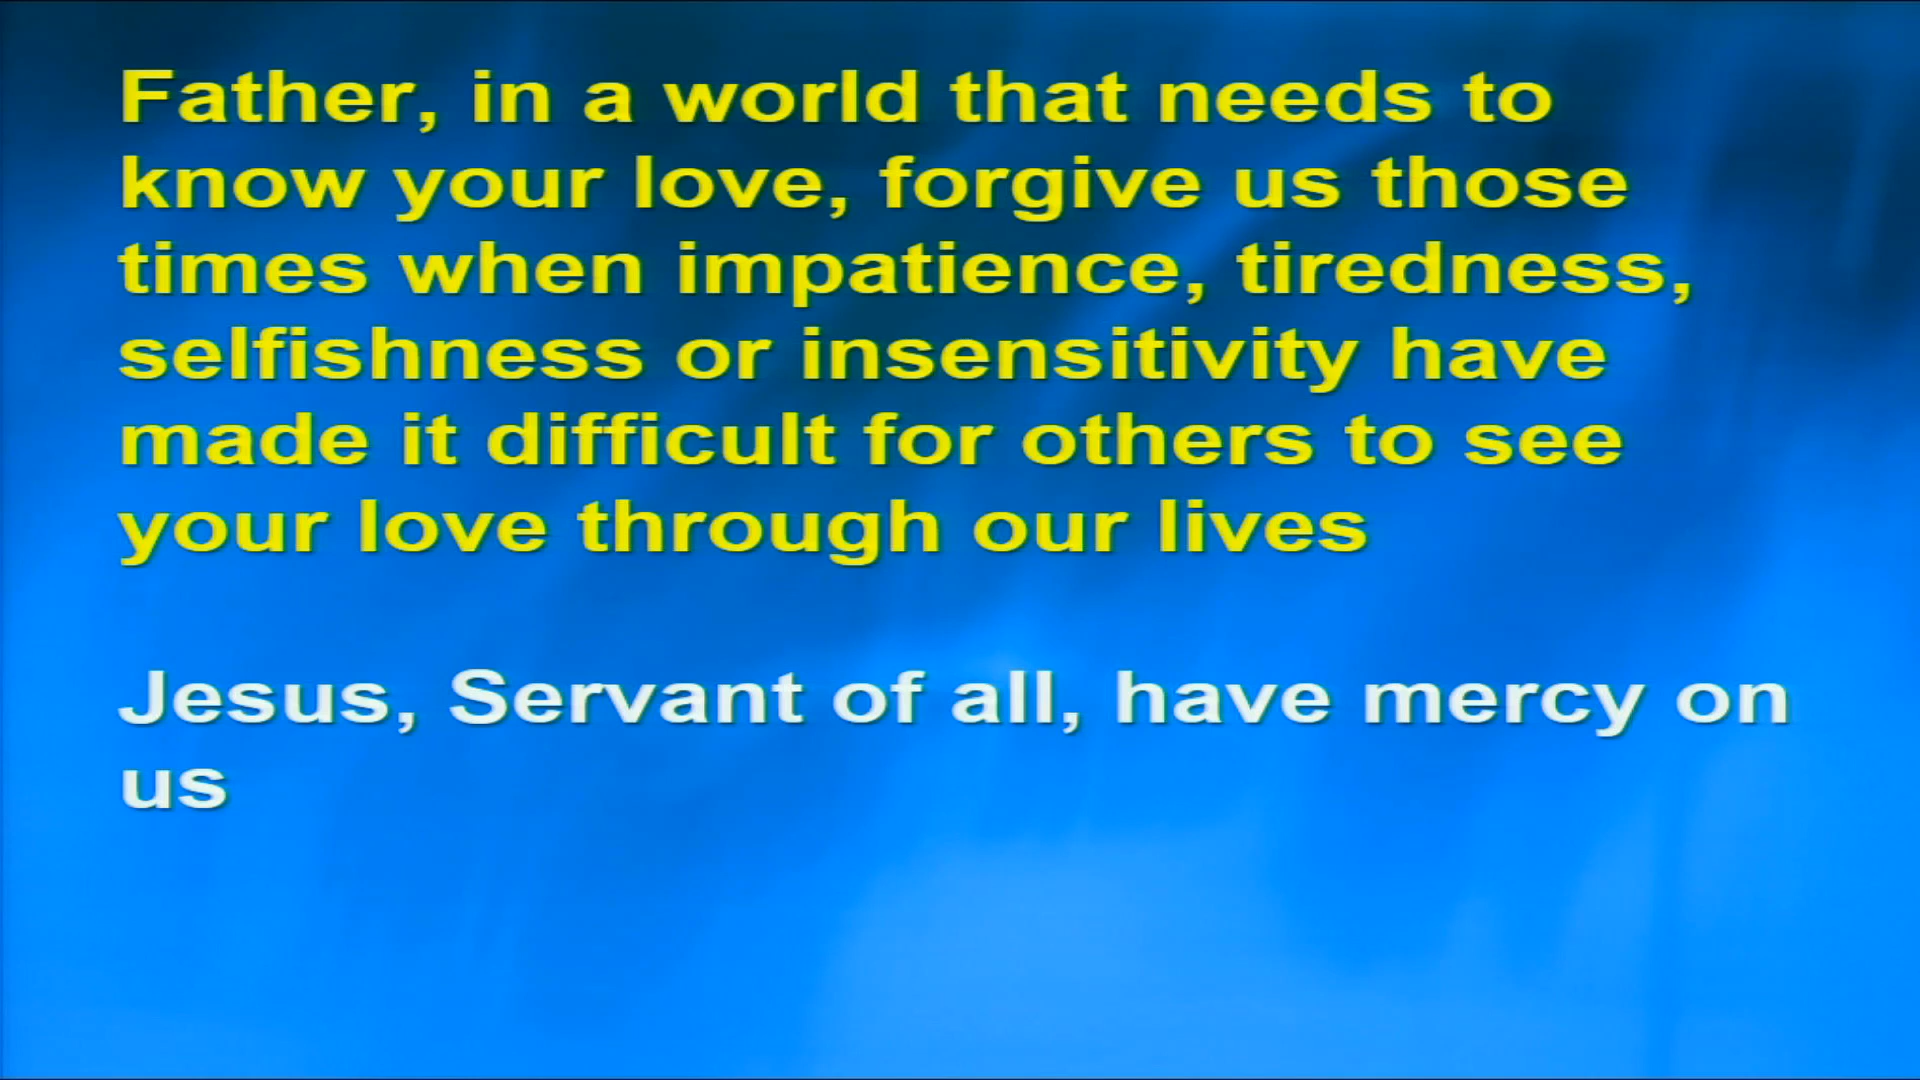 Father, in a world that needs to
know your love, forgive us those
times when impatience, tiredness,
selfishness or insensitivity have
made it difficult for others to see
your love through our lives
Jesus, Servant of all, have mercy on
us